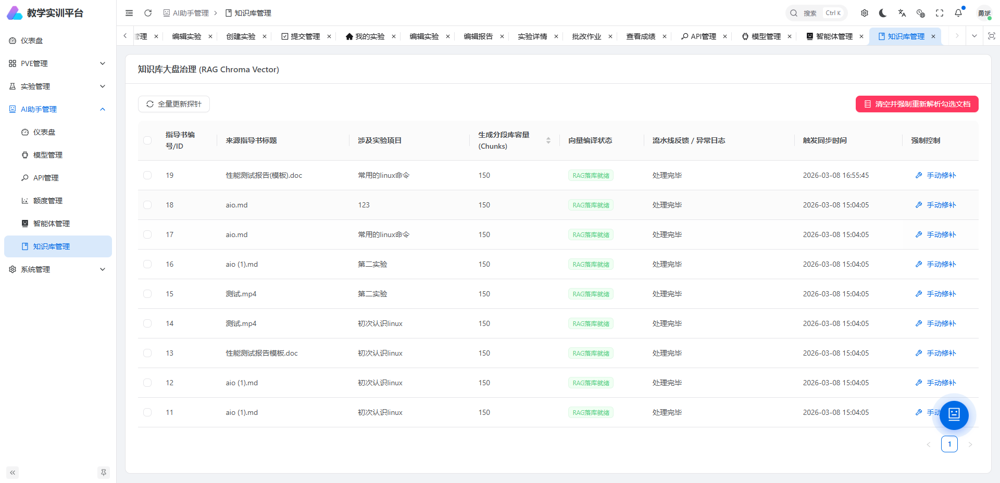 教学实训平台
AI助手管理 > 知识库管理
搜索 Ctrl K
勇斌
仪表盘
PVE管理
实验管理
AI助手管理
仪表盘
模型管理
API管理
额度管理
智能体管理
知识库管理
系统管理
管理 × 编辑实验 × 创建实验 × 提交管理 × 我的实验 × 编辑实验 × 编辑报告 × 实验详情 × 批改作业 × 查看成绩 × API管理 × 模型管理 × 智能体管理 × 知识库管理 ×
知识库大盘治理 (RAG Chroma Vector)
全量更新探针
清空并强制重新解析勾选文档
指导书编号/ID 来源指导书标题 涉及实验项目 生成分段库容量 (Chunks) 向量编译状态 流水线反馈 / 异常日志 触发同步时间 强制控制
19 性能测试报告(模板).doc 常用的linux命令 150 RAG落库就绪 处理完毕 2026-03-08 16:55:45 手动修补
18 aio.md 123 150 RAG落库就绪 处理完毕 2026-03-08 15:04:05 手动修补
17 aio.md 常用的linux命令 150 RAG落库就绪 处理完毕 2026-03-08 15:04:05 手动修补
16 aio (1).md 第二实验 150 RAG落库就绪 处理完毕 2026-03-08 15:04:05 手动修补
15 测试.mp4 第二实验 150 RAG落库就绪 处理完毕 2026-03-08 15:04:05 手动修补
14 测试.mp4 初次认识linux 150 RAG落库就绪 处理完毕 2026-03-08 15:04:05 手动修补
13 性能测试报告模板.doc 初次认识linux 150 RAG落库就绪 处理完毕 2026-03-08 15:04:05 手动修补
12 aio (1).md 初次认识linux 150 RAG落库就绪 处理完毕 2026-03-08 15:04:05 手动修补
11 aio (1).md 初次认识linux 150 RAG落库就绪 处理完毕 2026-03-08 15:04:05 手动
1